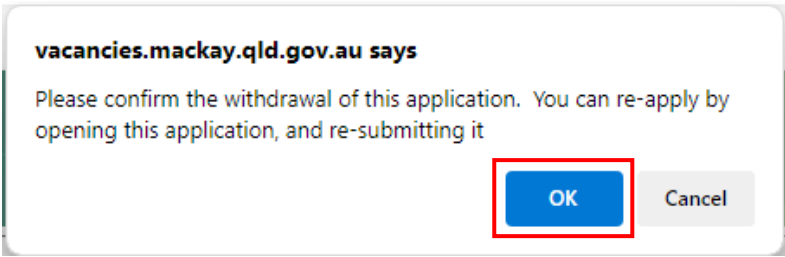 vacancies.mackay.qld.gov.au says
Please confirm the withdrawal of this application.  You can re-apply by
opening this application, and re-submitting it
OK
Cancel